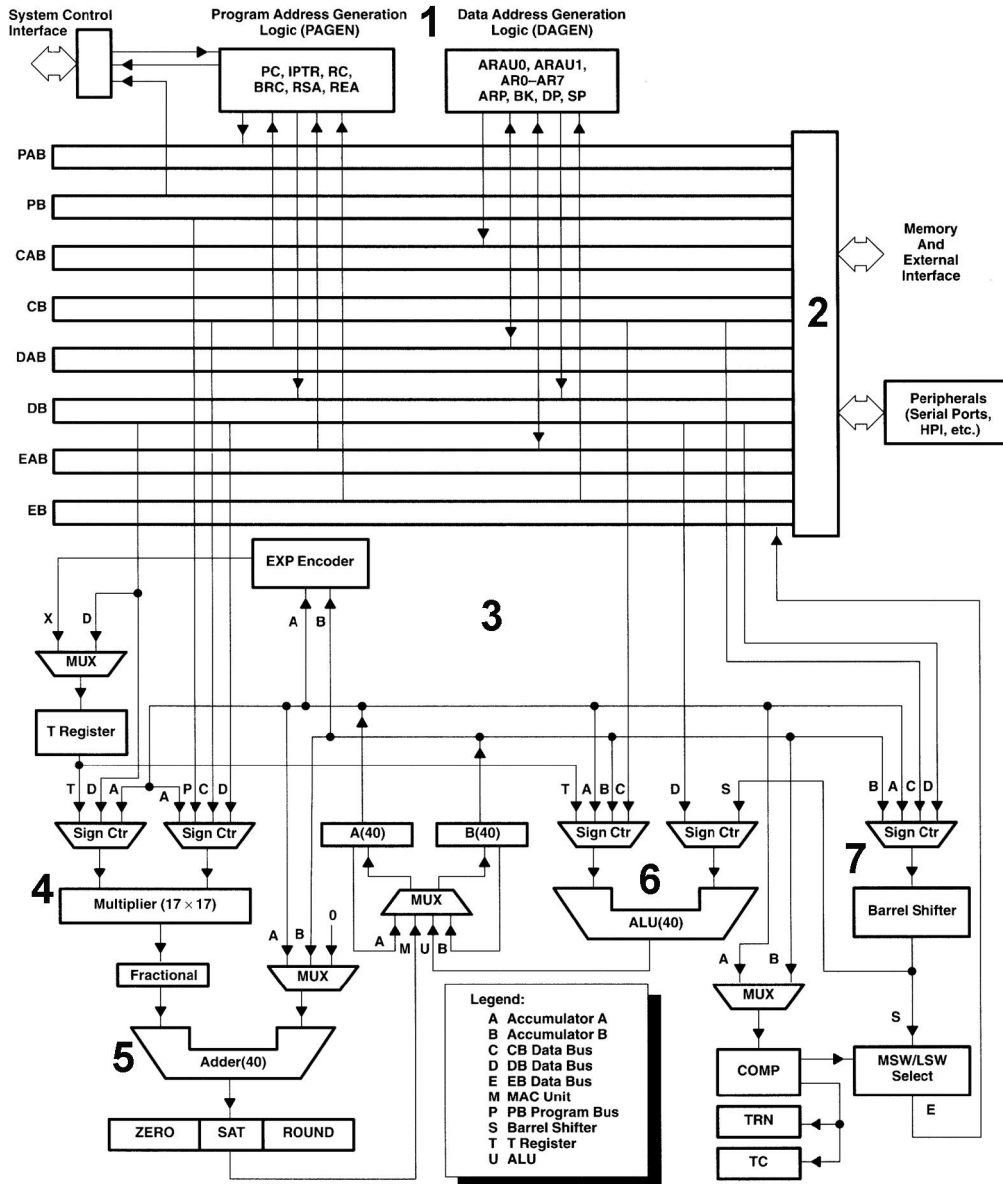 System Control
Interface
Program Address Generation
Logic (PAGEN)
1
Data Address Generation
Logic (DAGEN)
PC, IPTR, RC,
BRC, RSA, REA
ARAU0, ARAU1,
AR0–AR7
ARP, BK, DP, SP
PAB
PB
CAB
CB
DAB
DB
EAB
EB
2
Memory
And
External
Interface
Peripherals
(Serial Ports,
HPI, etc.)
EXP Encoder
A
B
3
X
D
MUX
T Register
T
D
A
A
P
C
D
Sign Ctr
Sign Ctr
4
Multiplier (17 × 17)
Fractional
A
B
0
MUX
5
Adder(40)
ZERO
SAT
ROUND
A(40)
B(40)
MUX
A
M
U
B
T
A
B
C
D
S
Sign Ctr
Sign Ctr
6
ALU(40)
B
A
C
D
Sign Ctr
7
Barrel Shifter
A
B
MUX
S
COMP
MSW/LSW
Select
E
TRN
TC
Legend:
A Accumulator A
B Accumulator B
C CB Data Bus
D DB Data Bus
E EB Data Bus
M MAC Unit
P PB Program Bus
S Barrel Shifter
T T Register
U ALU